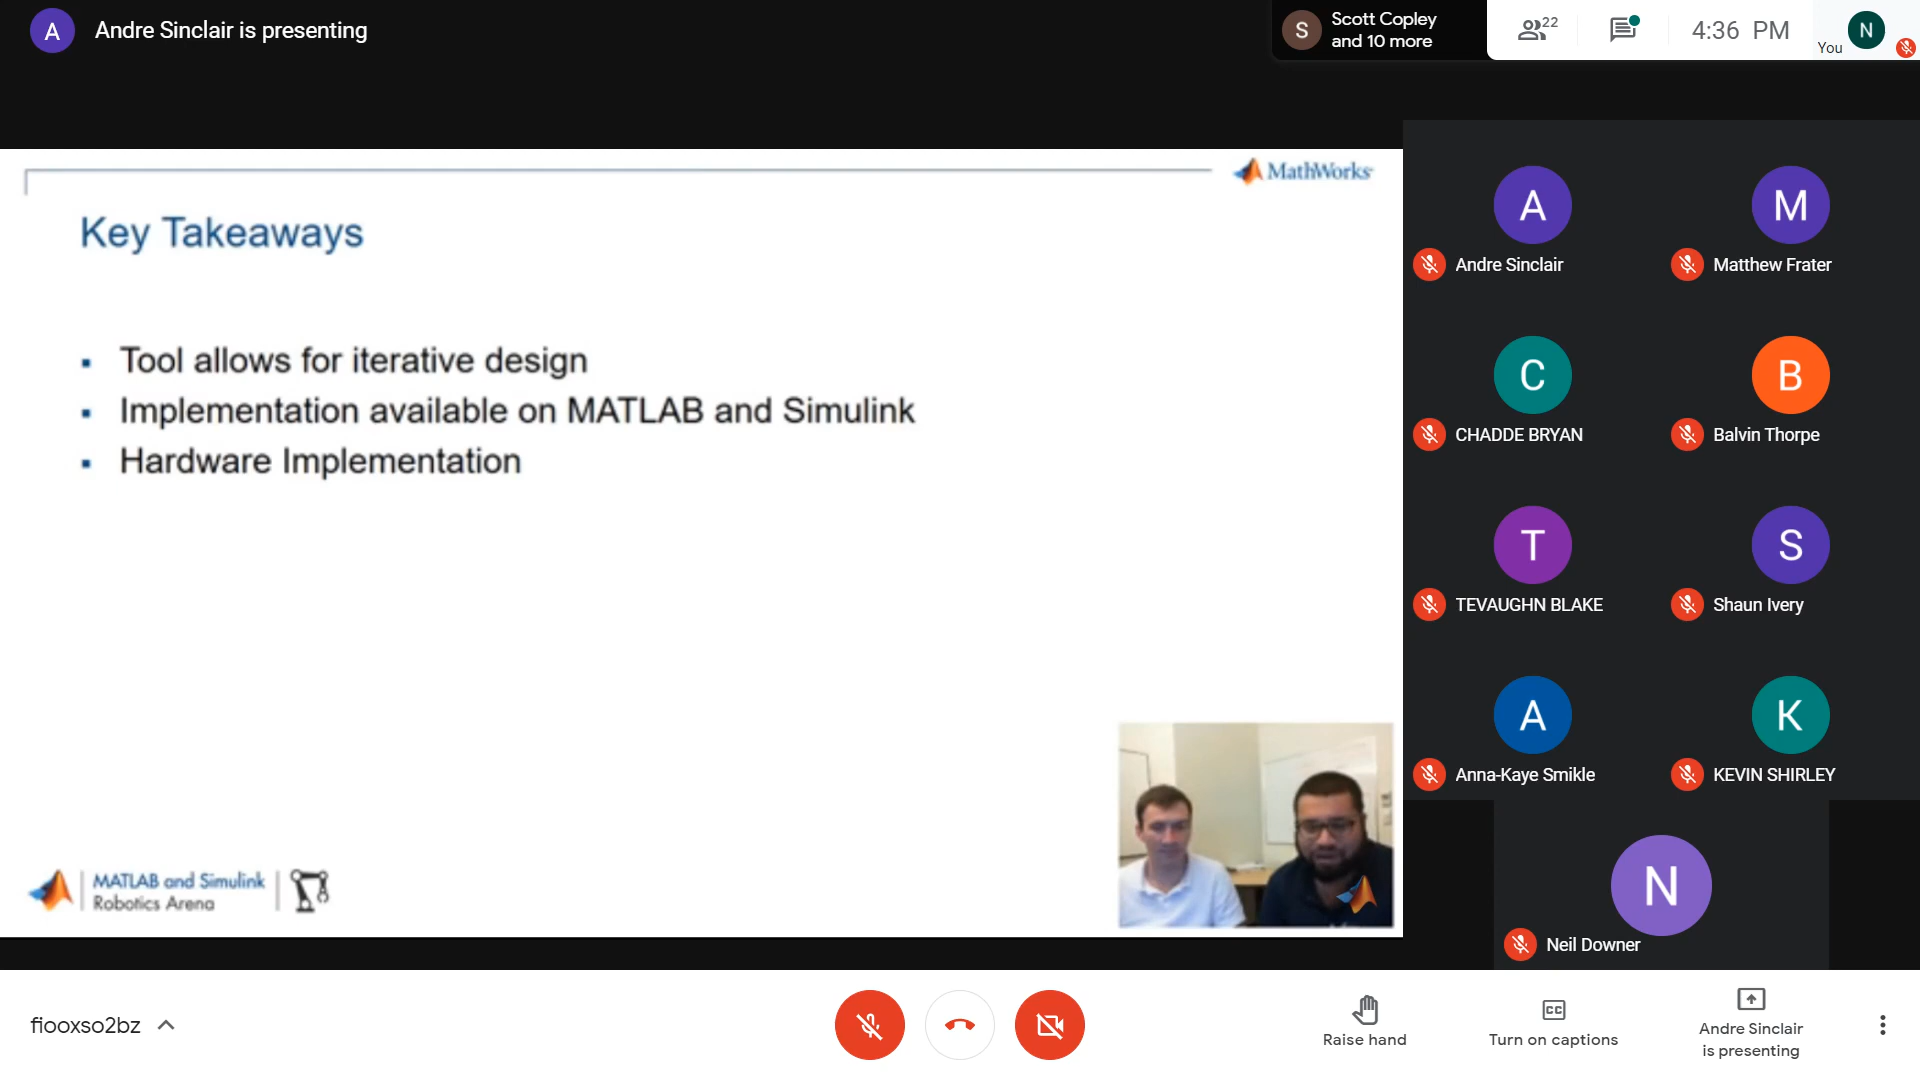 A
Andre Sinclair is presenting
S
Scott Copley
and 10 more
22
4:36 PM
You
N
MathWorks
Key Takeaways
Tool allows for iterative design
Implementation available on MATLAB and Simulink
Hardware Implementation
MATLAB and Simulink
Robotics Arena
A
Andre Sinclair
M
Matthew Frater
C
CHADDE BRYAN
B
Balvin Thorpe
T
TEVAUGHN BLAKE
S
Shaun Ivery
A
Anna-Kaye Smikle
K
KEVIN SHIRLEY
N
Neil Downer
fiooxso2bz
Raise hand
CC
Turn on captions
Andre Sinclair
is presenting